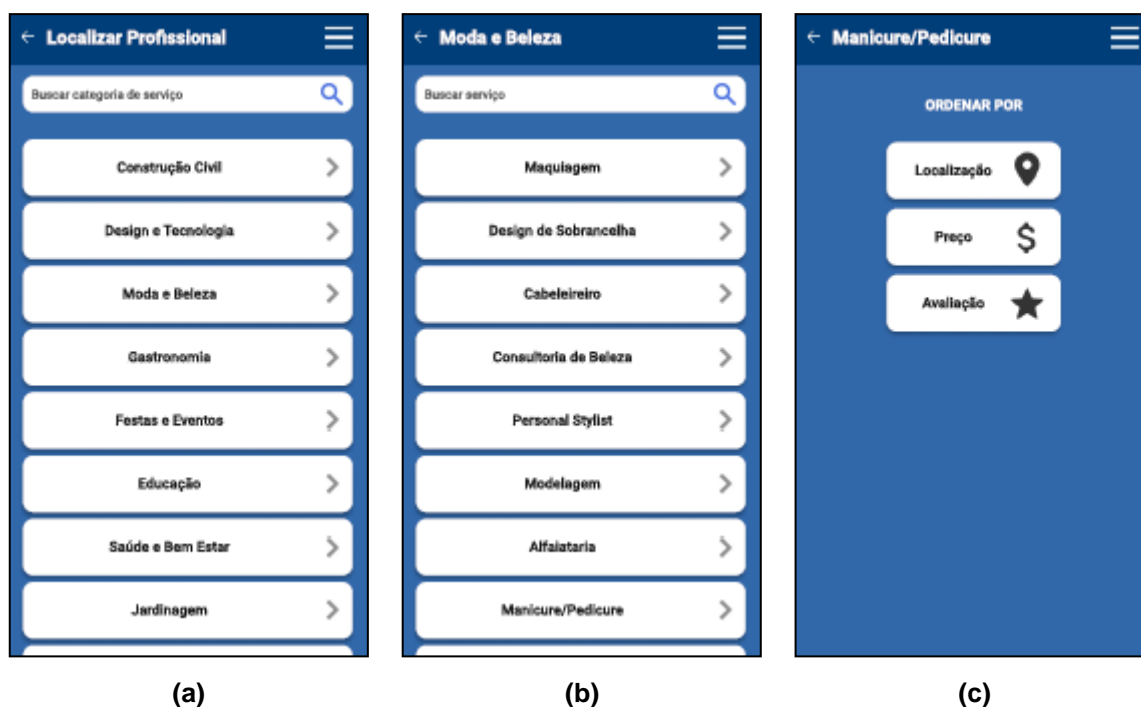 Localizar Profissional
Buscar categoria de serviço
Construção Civil
Design e Tecnologia
Moda e Beleza
Gastronomia
Festas e Eventos
Educação
Saúde e Bem Estar
Jardinagem
(a)
Moda e Beleza
Buscar serviço
Maquiagem
Design de Sobrancelha
Cabeleireiro
Consultoria de Beleza
Personal Stylist
Modelagem
Alfaiataria
Manicure/Pedicure
(b)
Manicure/Pedicure
ORDENAR POR
Localização
Preço
$
Avaliação
(c)